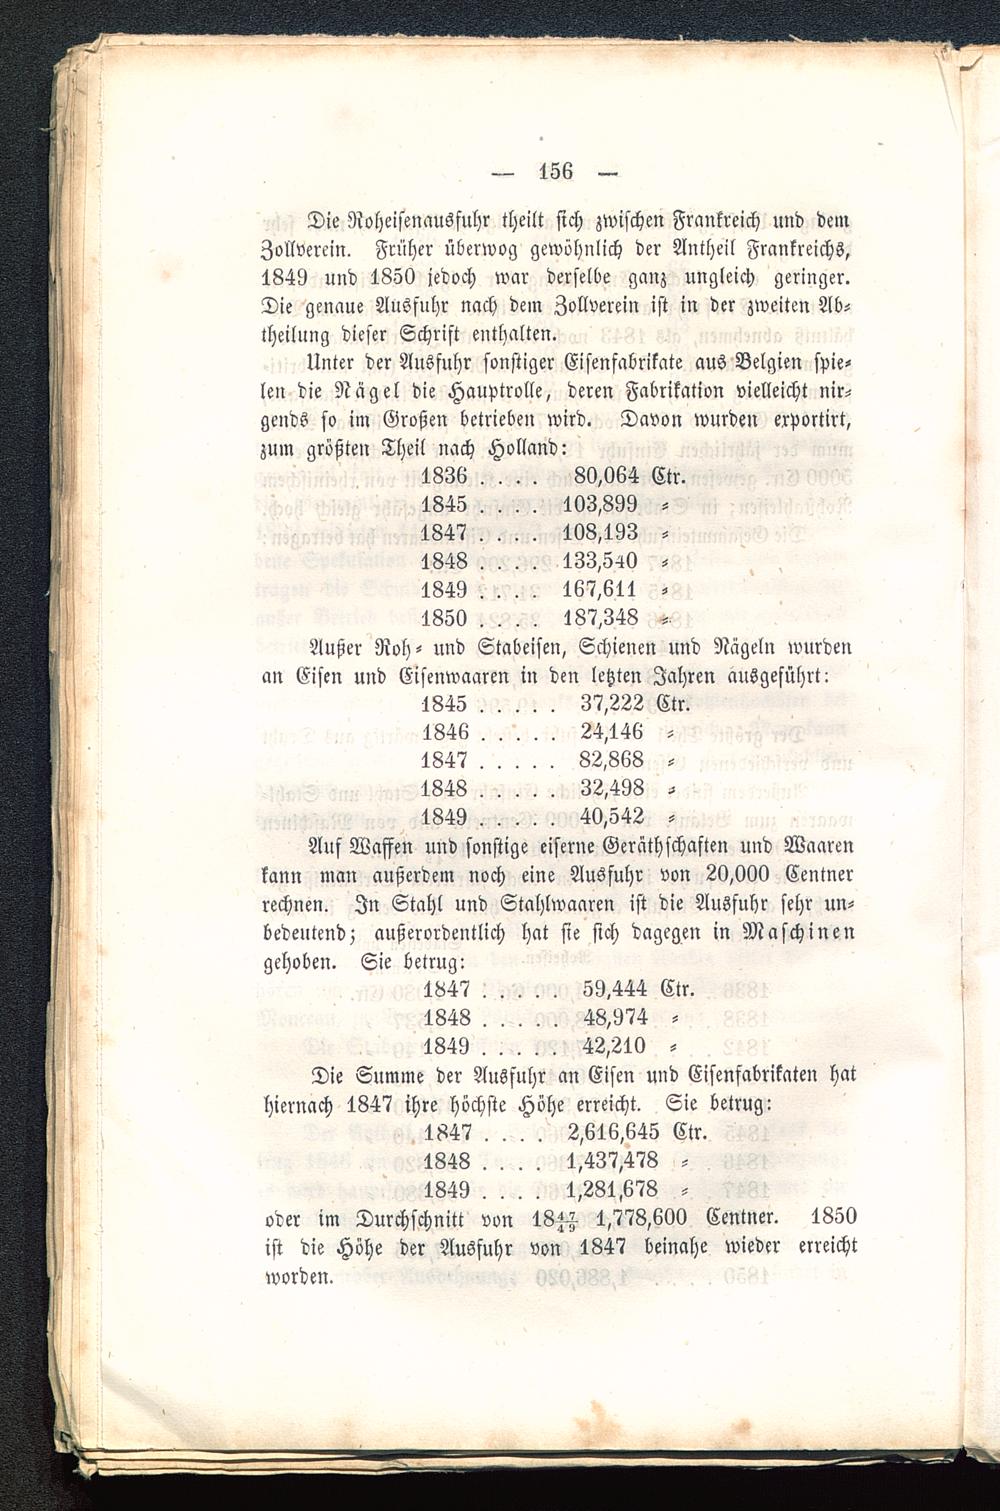 — 156 —
Die Roheisenausfuhr theilt sich zwischen Frankreich und dem
Zollverein. Früher überwog gewöhnlich der Antheil Frankreichs,
1849 und 1850 jedoch war derselbe ganz ungleich geringer.
Die genaue Ausfuhr nach dem Zollverein ist in der zweiten Ab-
theilung dieser Schrift enthalten.
Unter der Ausfuhr sonstiger Eisenfabrikate aus Belgien spie-
len die Nägel die Hauptrolle, deren Fabrikation vielleicht nir-
gends so im Großen betrieben wird. Davon wurden exportirt,
zum größten Theil nach Holland:
1836 . . . . 80,064 Ctr.
1845 . . . . 103,899 "
1847 . . . . 108,193 "
1848 . . . . 133,540 "
1849 . . . . 167,611 "
1850 . . . . 187,348 "
Außer Roh- und Stabeisen, Schienen und Nägeln wurden
an Eisen und Eisenwaaren in den letzten Jahren ausgeführt:
1845 . . . . . 37,222 Ctr.
1846 . . . . . 24,146 "
1847 . . . . . 82,868 "
1848 . . . . . 32,498 "
1849 . . . . . 40,542 "
Auf Waffen und sonstige eiserne Geräthschaften und Waaren
kann man außerdem noch eine Ausfuhr von 20,000 Centner
rechnen. In Stahl und Stahlwaaren ist die Ausfuhr sehr un-
bedeutend; außerordentlich hat sie sich dagegen in Maschinen
gehoben. Sie betrug:
1847 . . . . . 59,444 Ctr.
1848 . . . . . 48,974 "
1849 . . . . . 42,210 "
Die Summe der Ausfuhr an Eisen und Eisenfabrikaten hat
hiernach 1847 ihre höchste Höhe erreicht. Sie betrug:
1847 . . . . 2,616,645 Ctr.
1848 . . . . 1,437,478 "
1849 . . . . 1,281,678 "
oder im Durchschnitt von 18 47/49 1,778,600 Centner. 1850
ist die Höhe der Ausfuhr von 1847 beinahe wieder erreicht
worden.